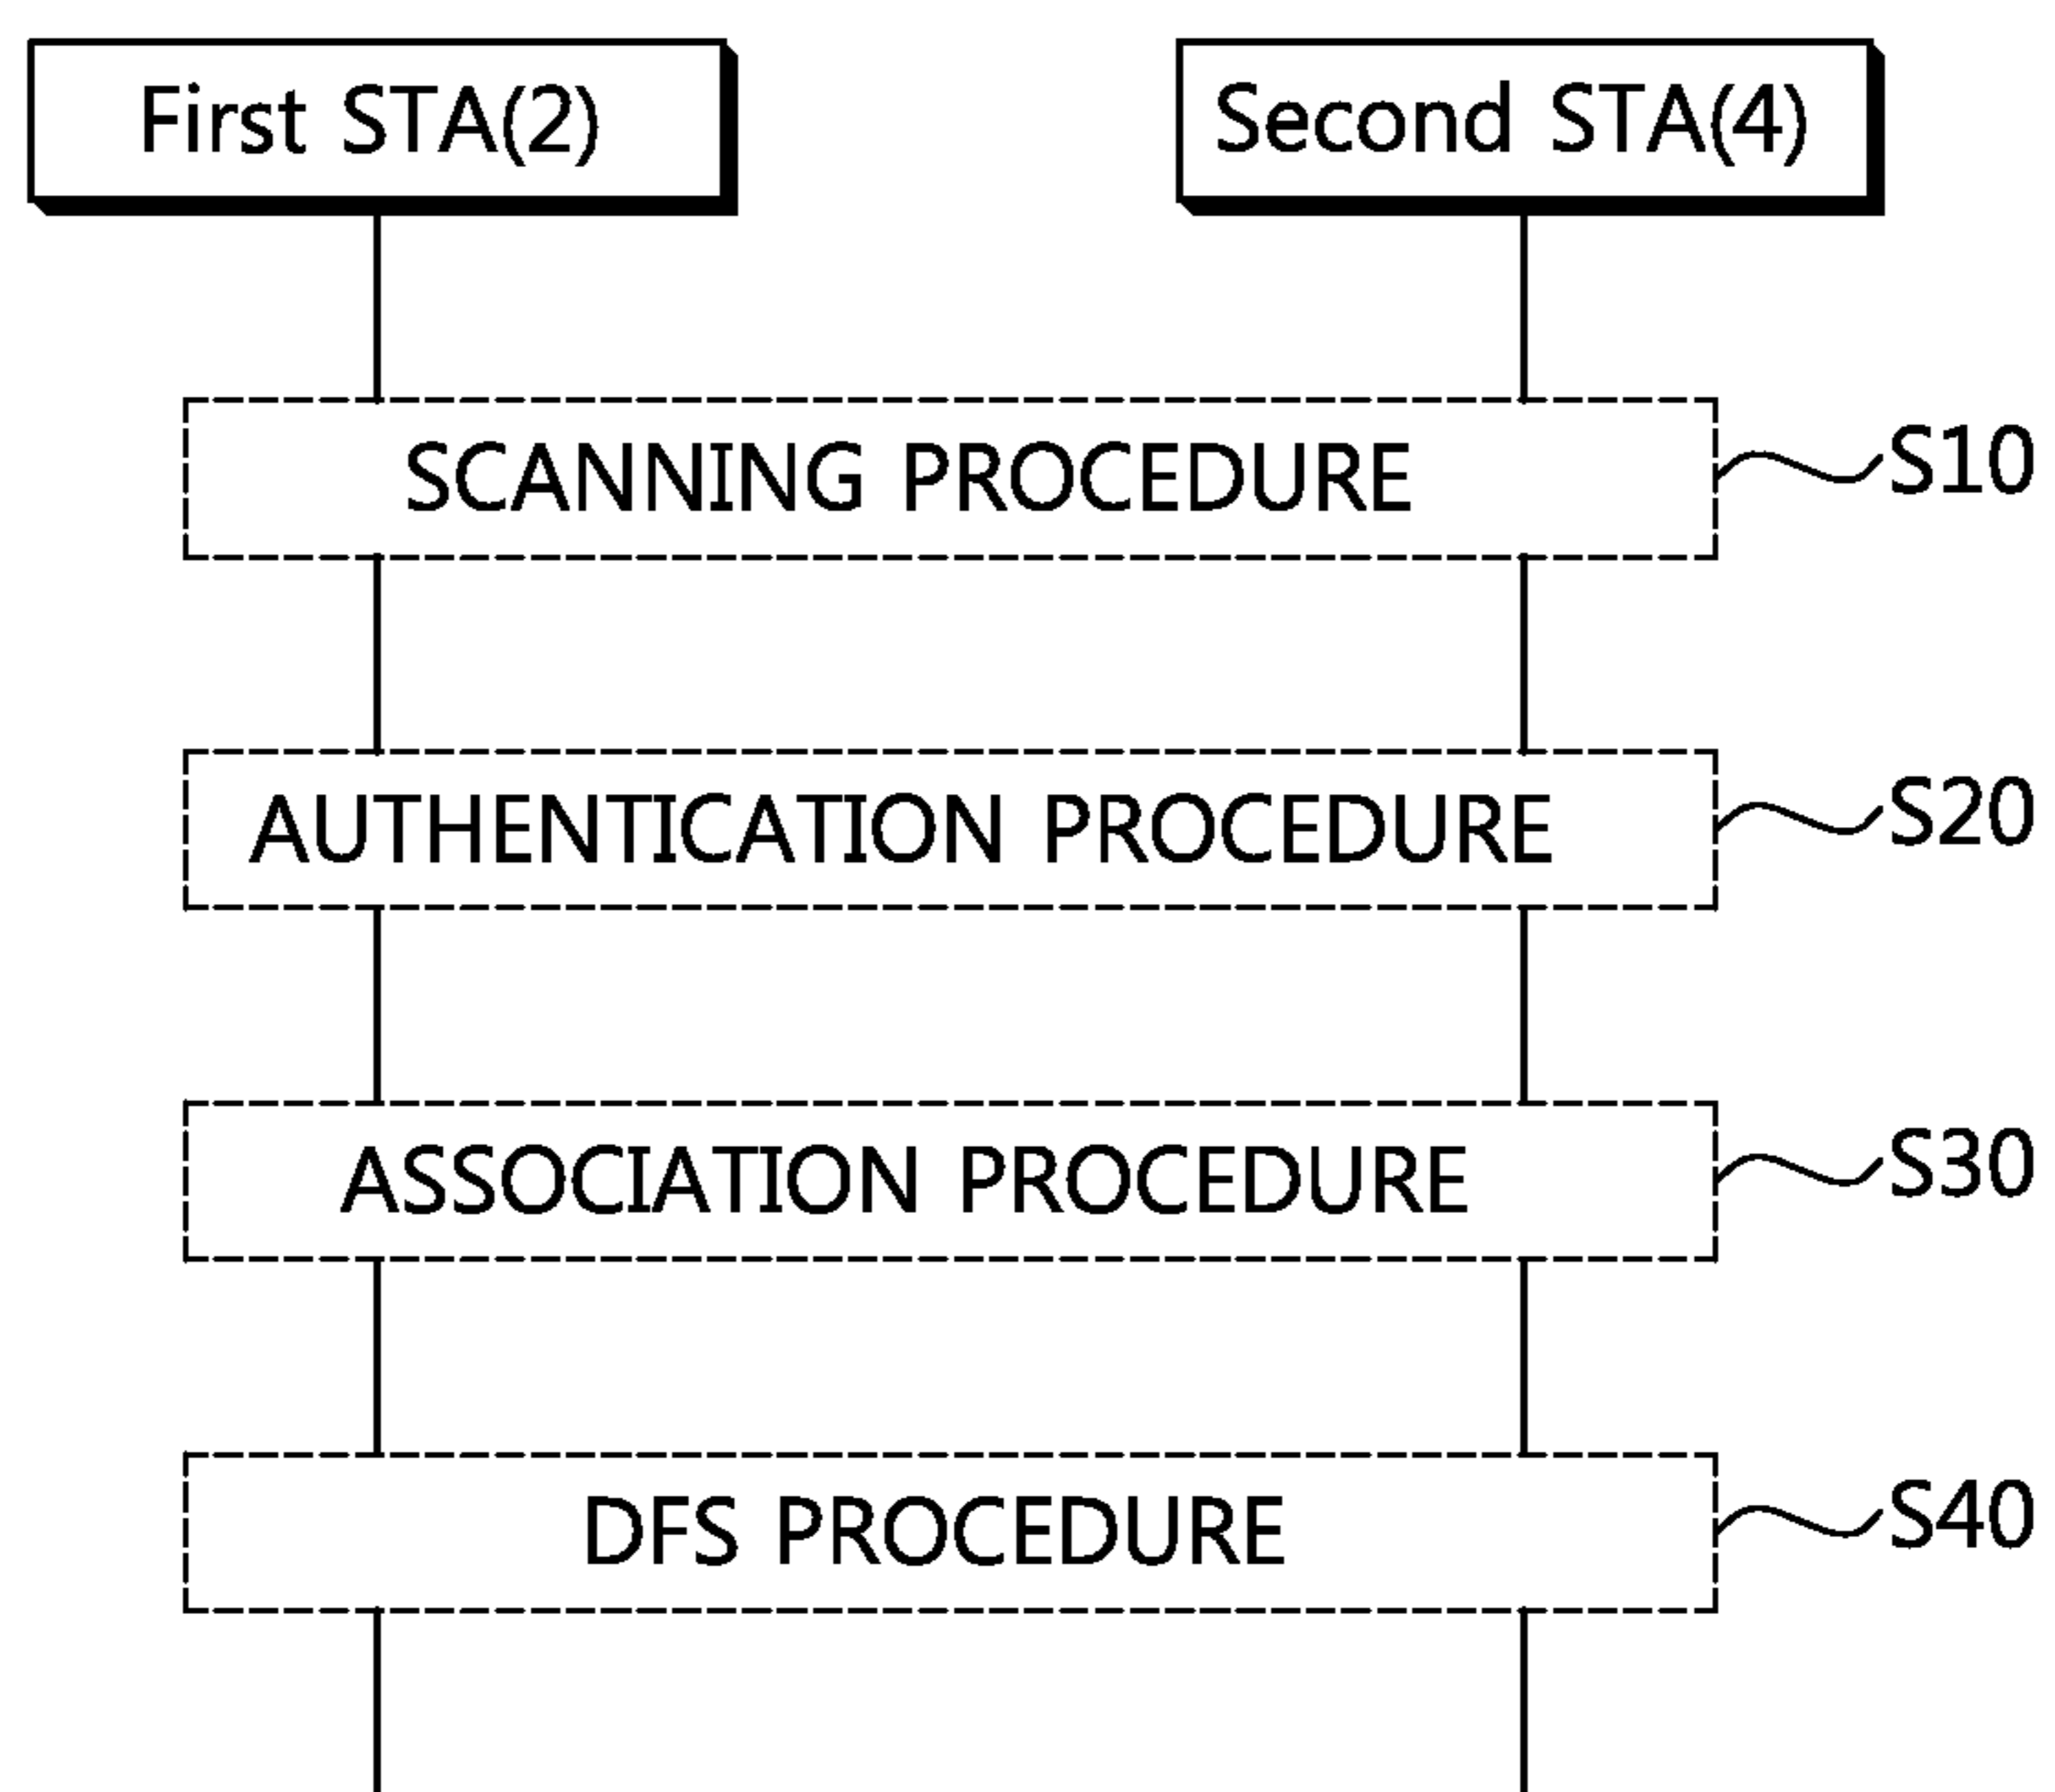 First STA(2)
Second STA(4)
SCANNING PROCEDURE
S10
AUTHENTICATION PROCEDURE
S20
ASSOCIATION PROCEDURE
S30
DFS PROCEDURE
S40